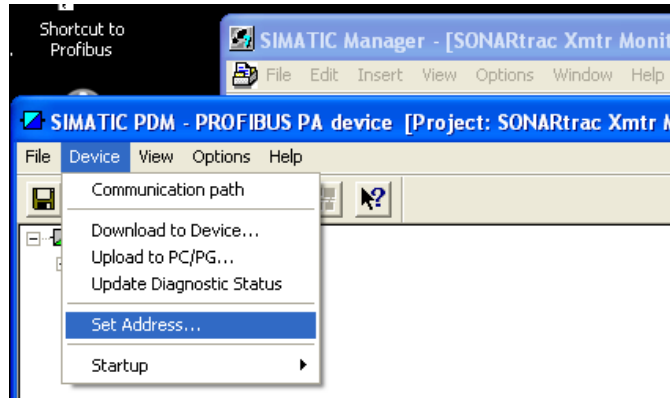 Shortcut to
Profibus
SIMATIC Manager - [SONARtrac Xmtr Monit
File Edit Insert View Options Window Help
SIMATIC PDM - PROFIBUS PA device [Project: SONARtrac Xmtr M
File Device View Options Help
Communication path
Download to Device...
Upload to PC/PG...
Update Diagnostic Status
Set Address...
Startup